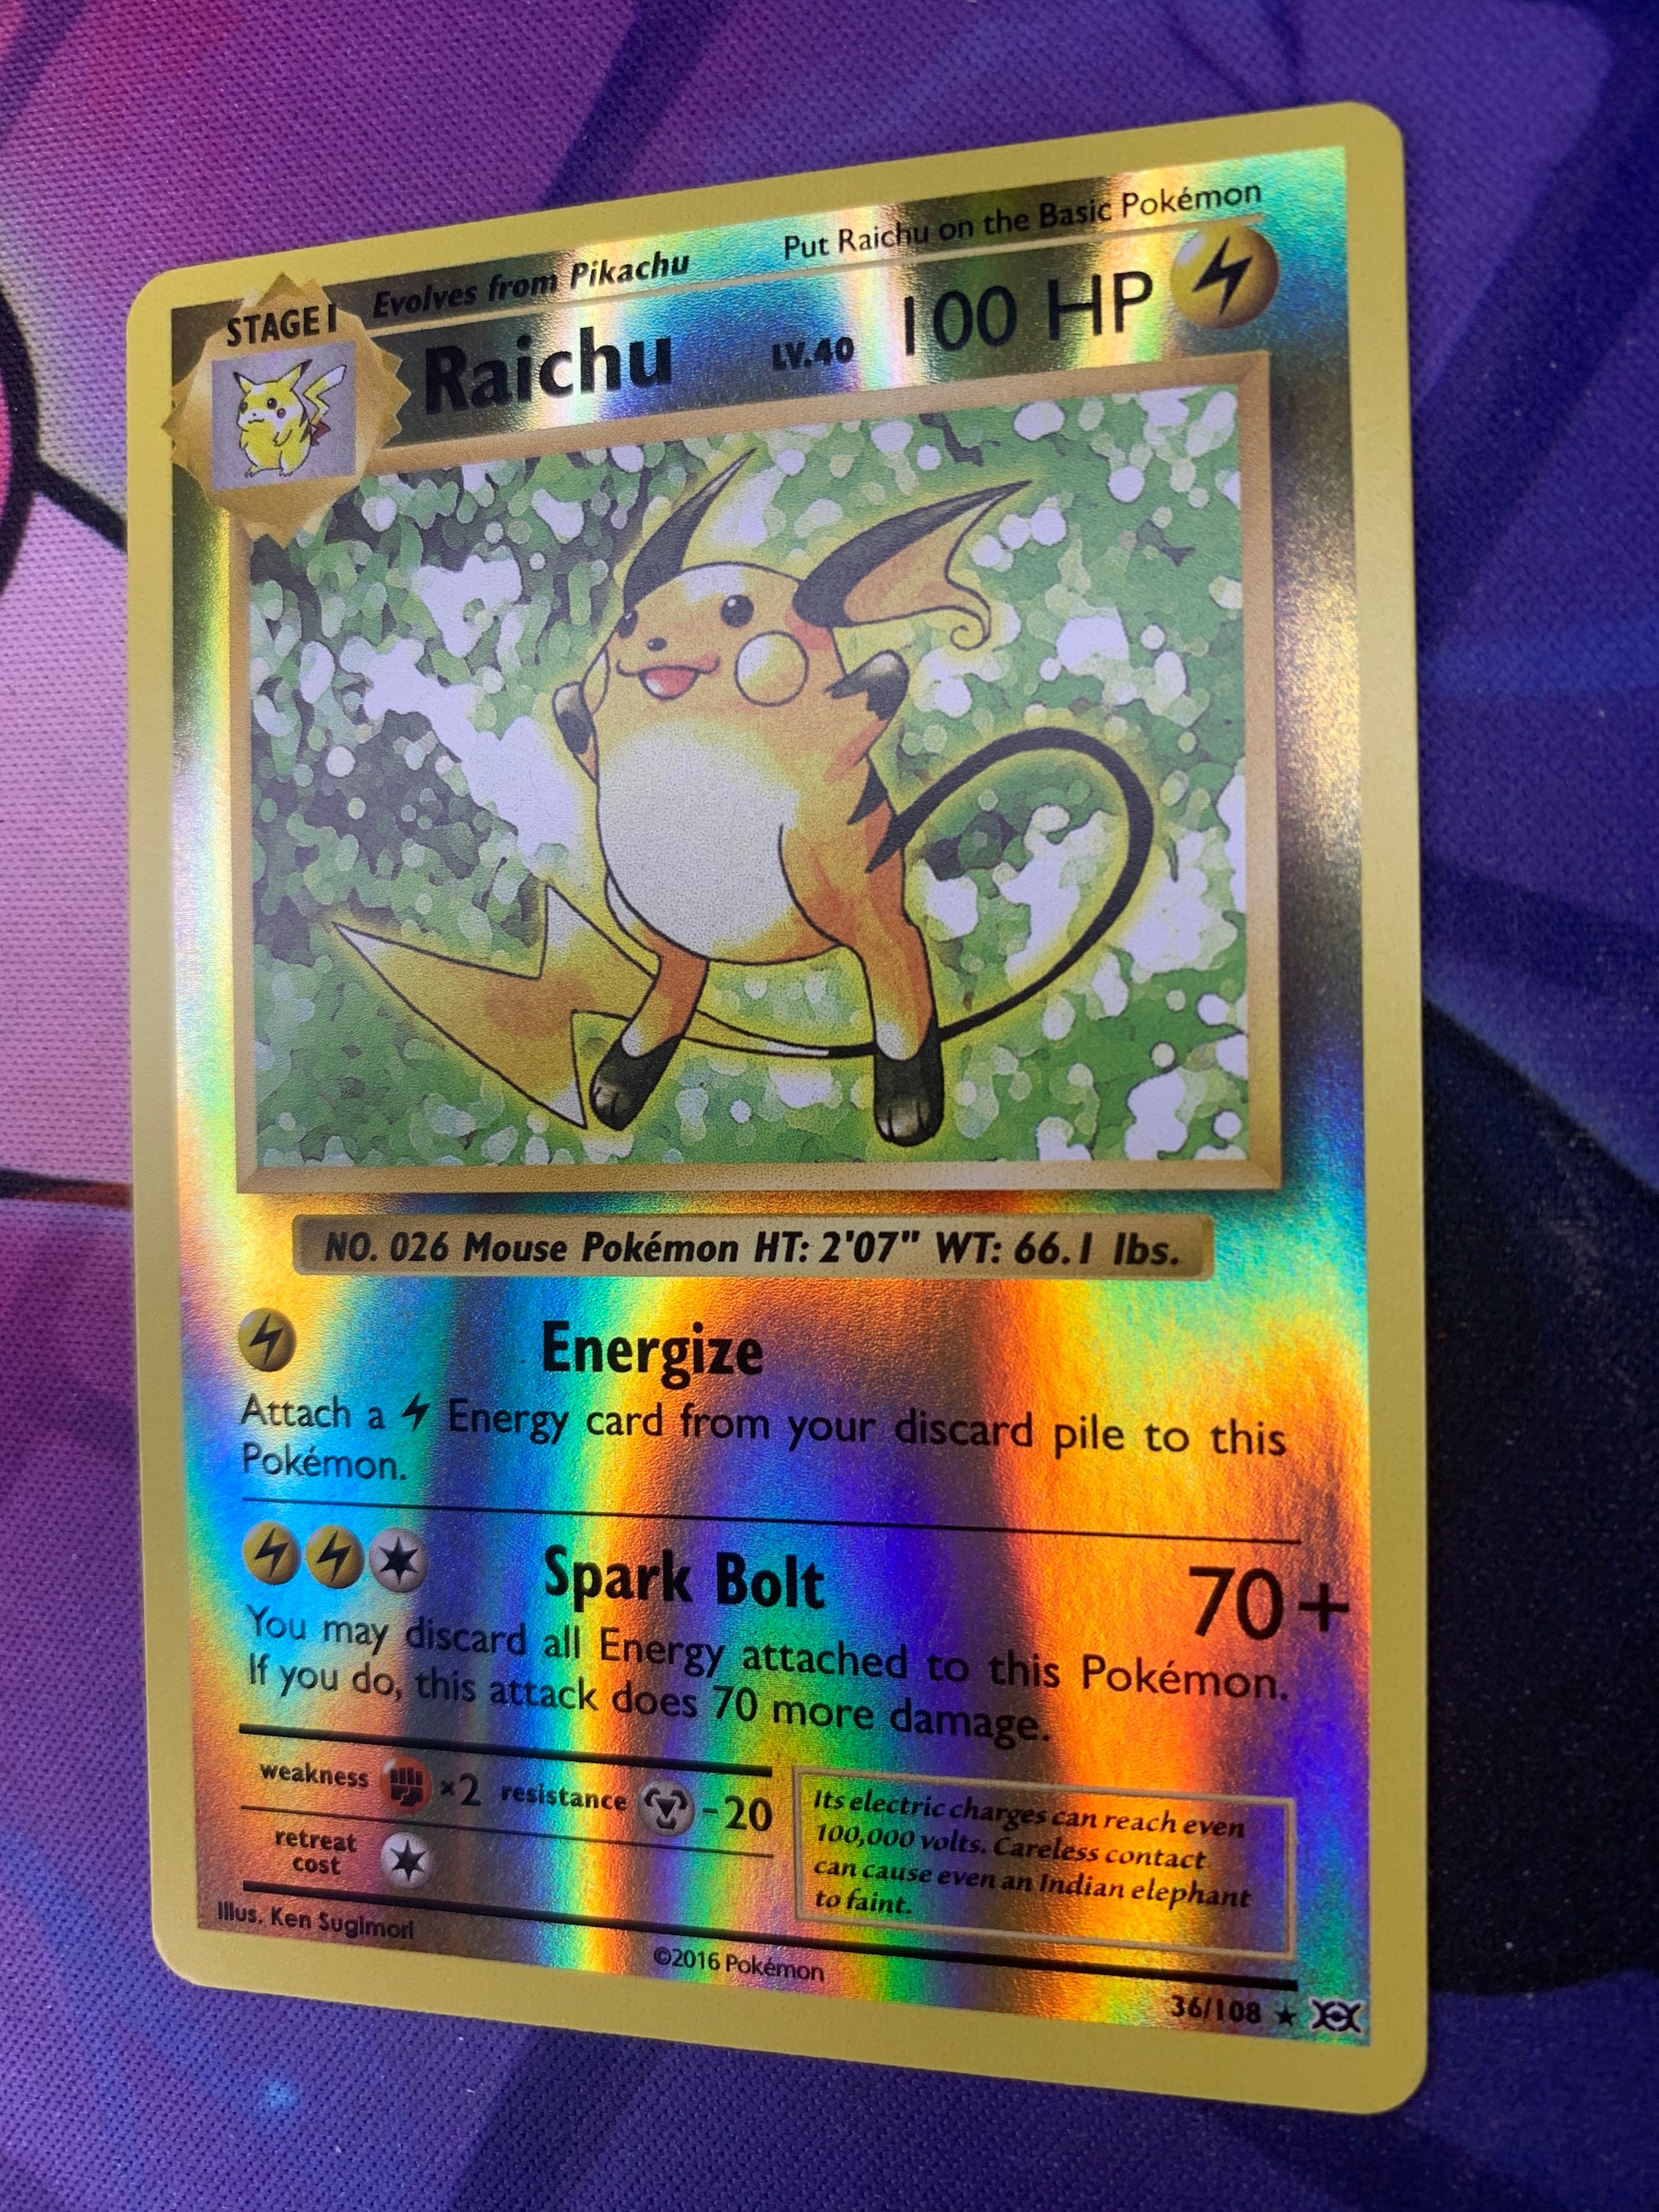 Put Raichu on the Basic Pokémon
STAGE 1 Evolves from Pikachu
Raichu LV.40 100 HP
NO. 026 Mouse Pokémon HT: 2'07" WT: 66.1 lbs.
Energize
Attach a Energy card from your discard pile to this
Pokémon.
Spark Bolt 70+
You may discard all Energy attached to this Pokémon.
If you do, this attack does 70 more damage.
weakness ×2 resistance -20
retreat
cost
Its electric charges can reach even
100,000 volts. Careless contact
can cause even an Indian elephant
to faint.
Illus. Ken Sugimori
©2016 Pokémon
36/108 ★